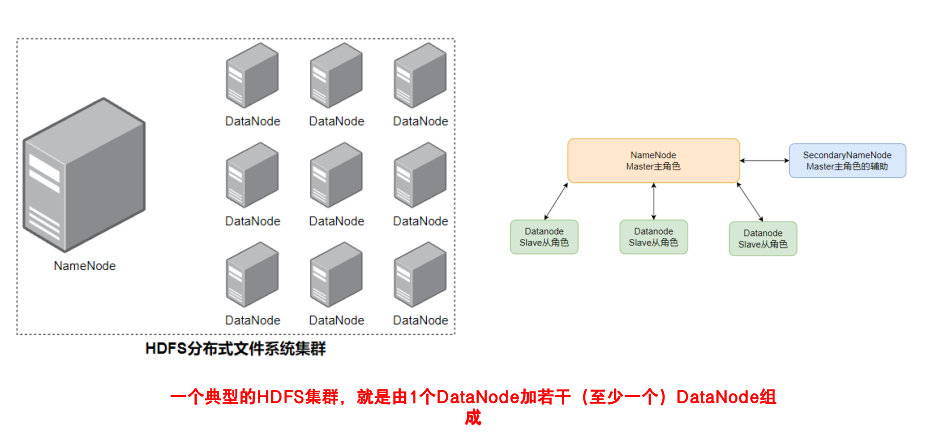 DataNode DataNode DataNode
DataNode DataNode DataNode
NameNode
DataNode DataNode DataNode
HDFS分布式文件系统集群
NameNode
Master主角色
SecondaryNameNode
Master主角色的辅助
Datanode
Slave从角色
Datanode
Slave从角色
Datanode
Slave从角色
一个典型的HDFS集群，就是由1个DataNode加若干（至少一个）DataNode组
成